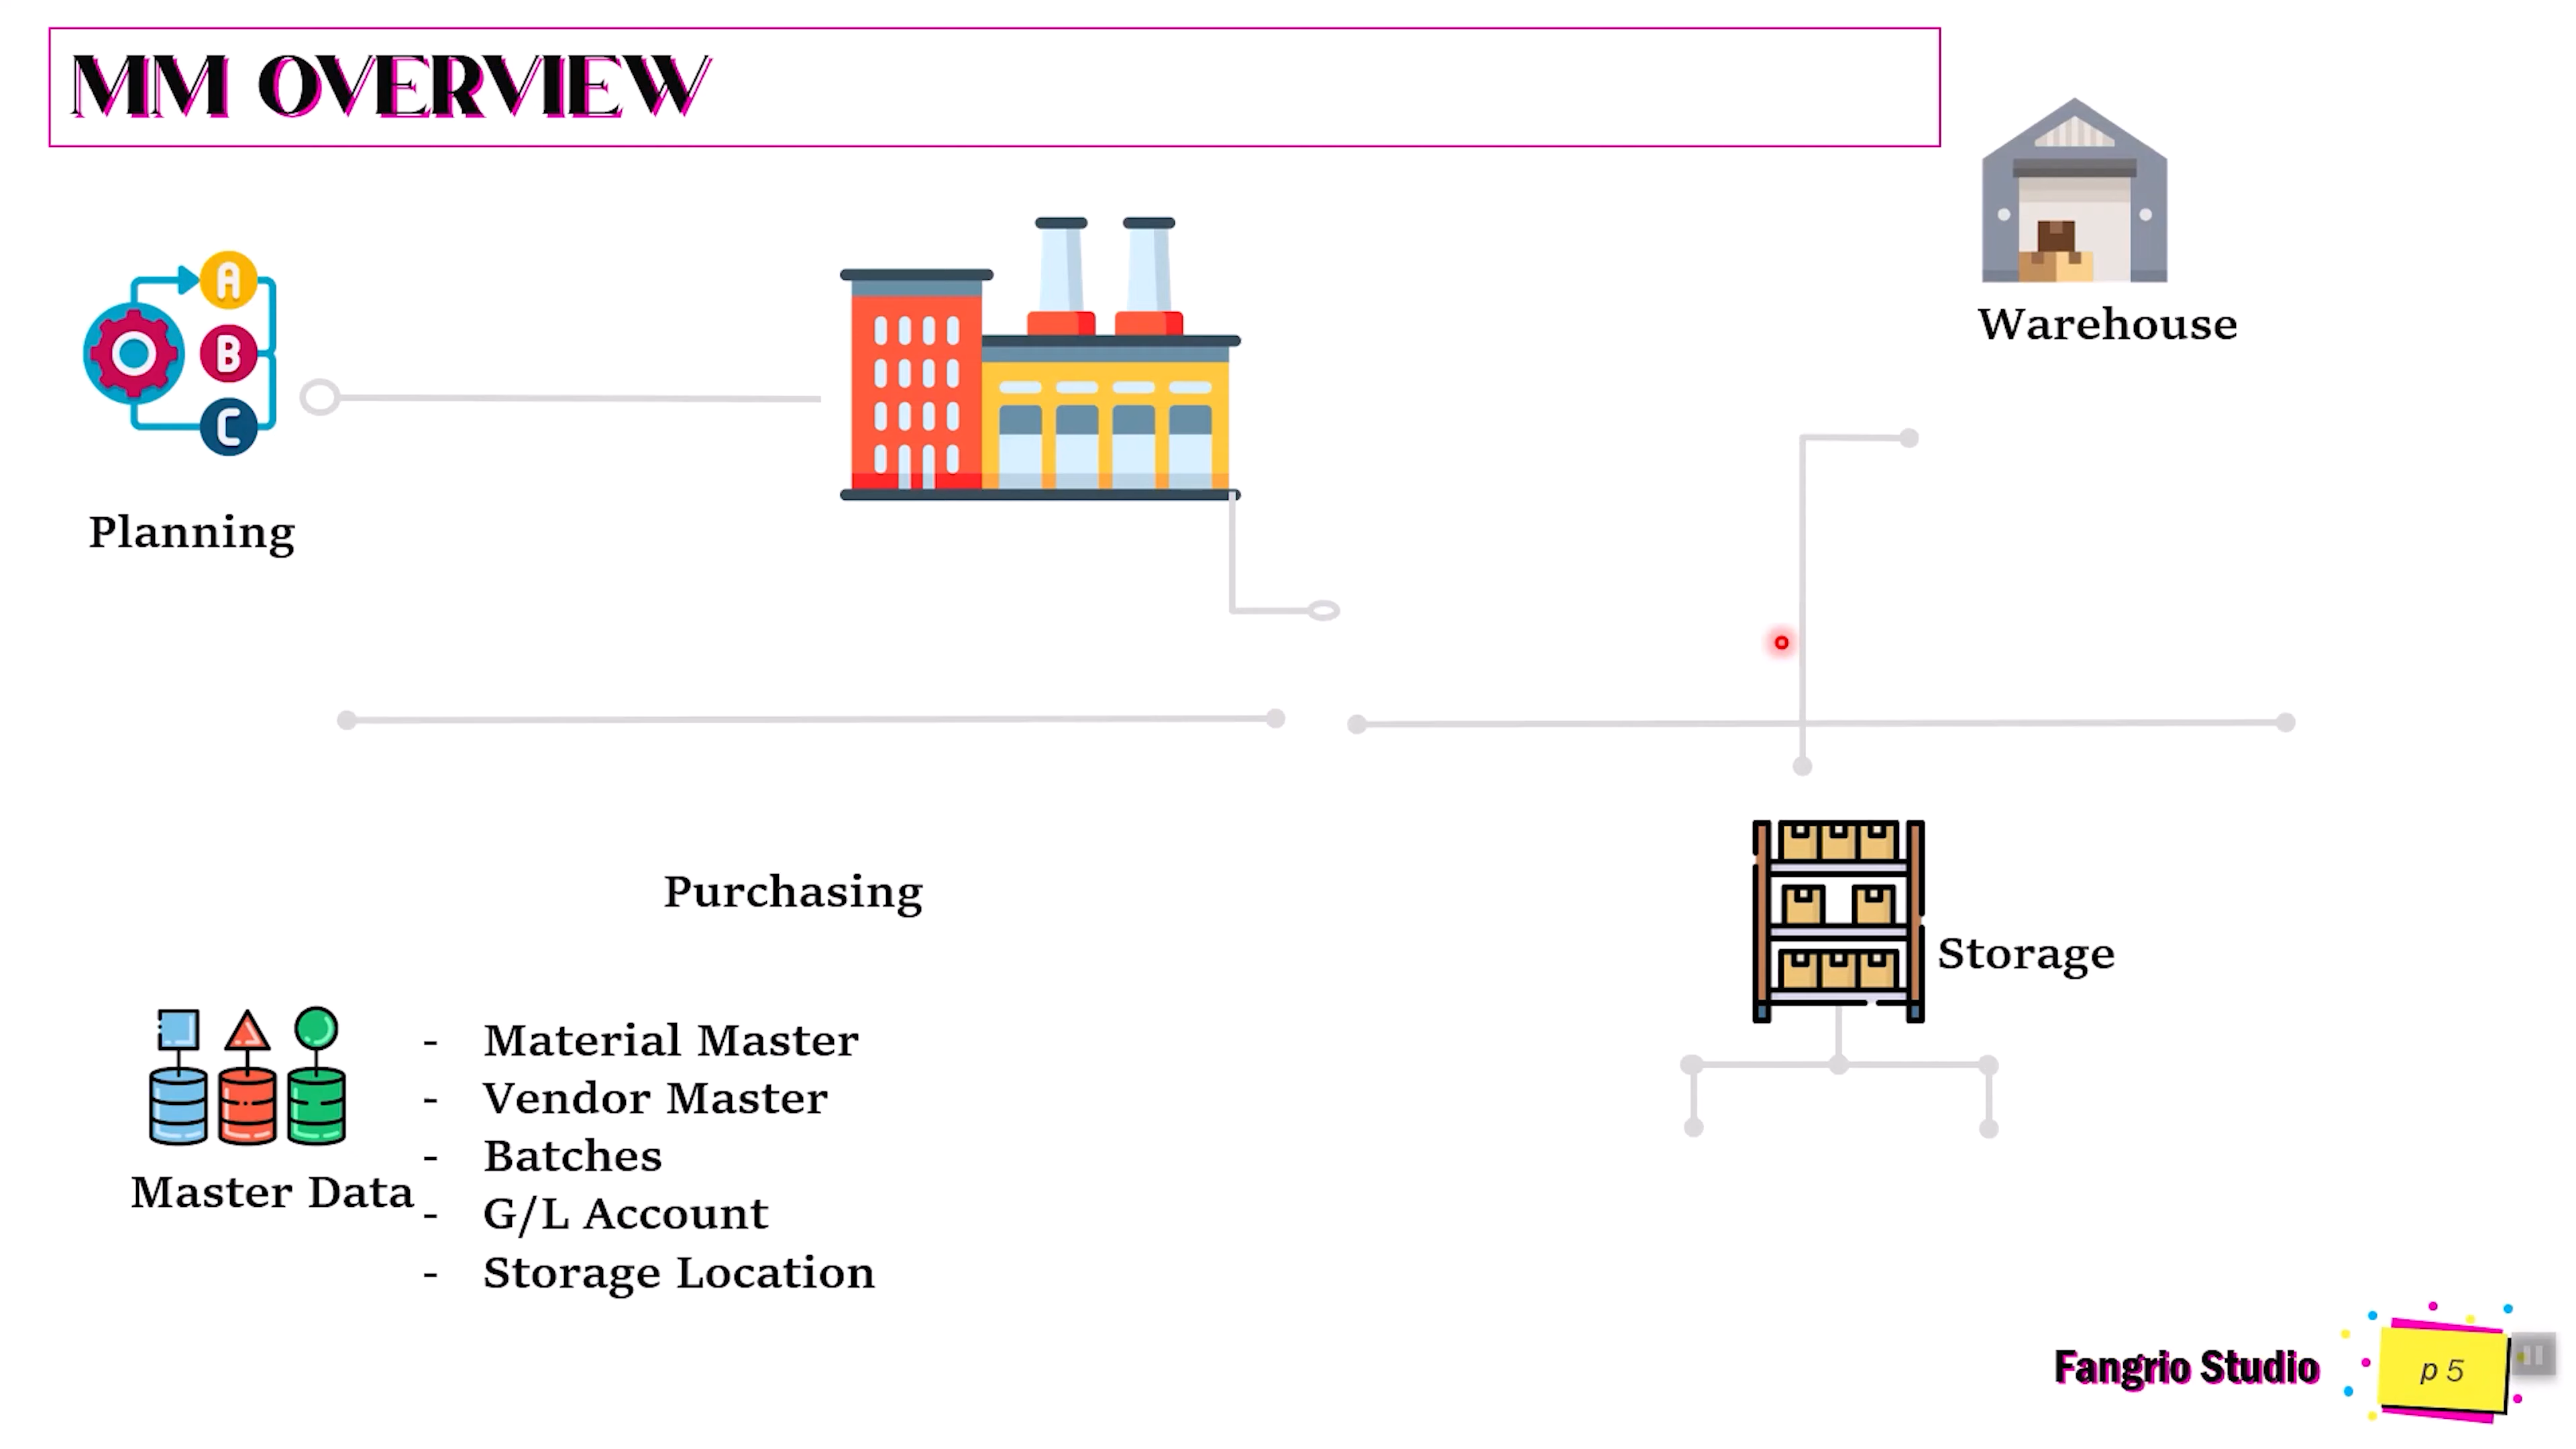 MM OVERVIEW
Warehouse
A
B
C
Planning
Purchasing
Storage
- Material Master
- Vendor Master
- Batches
- G/L Account
- Storage Location
Master Data
Fangrio Studio
p 5